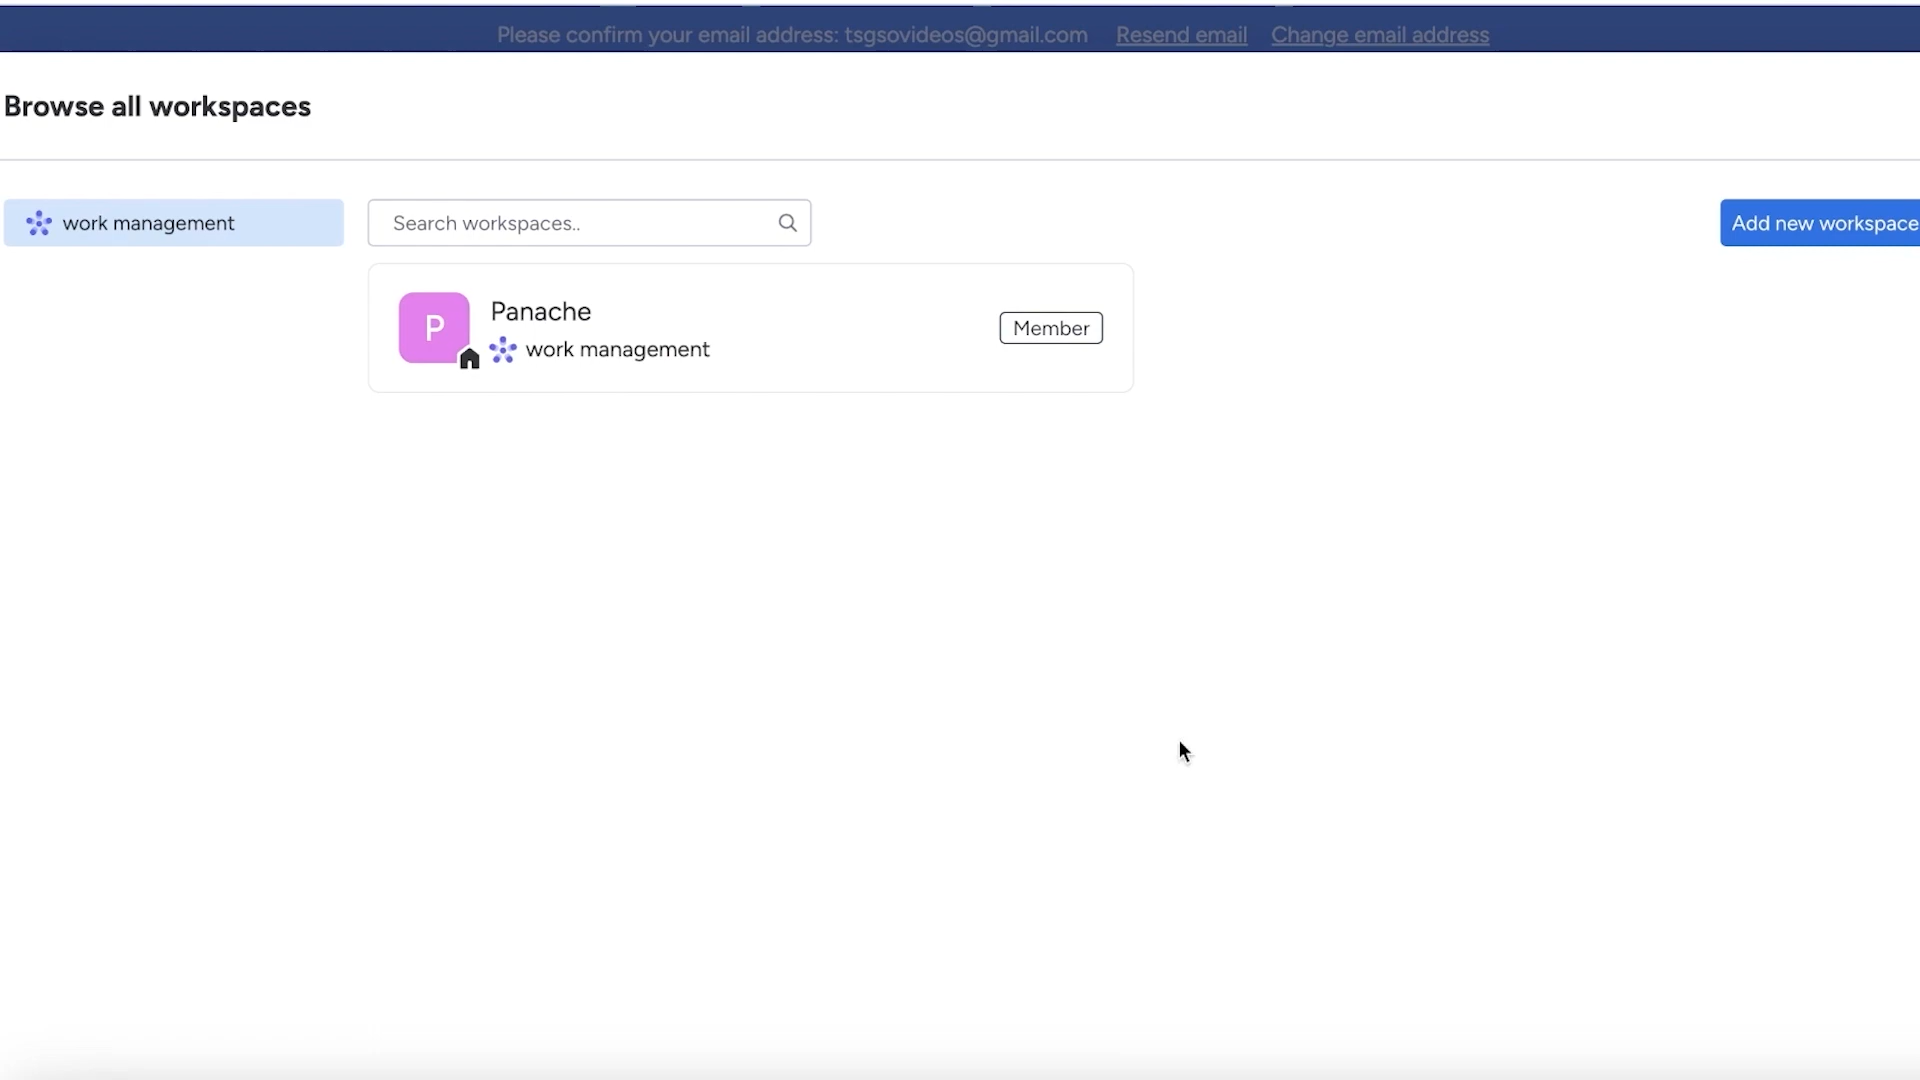 Please confirm your email address: tsgsovideos@gmail.com Resend email Change email address
Browse all workspaces
work management
Search workspaces..
Add new workspace
P
Panache
work management
Member